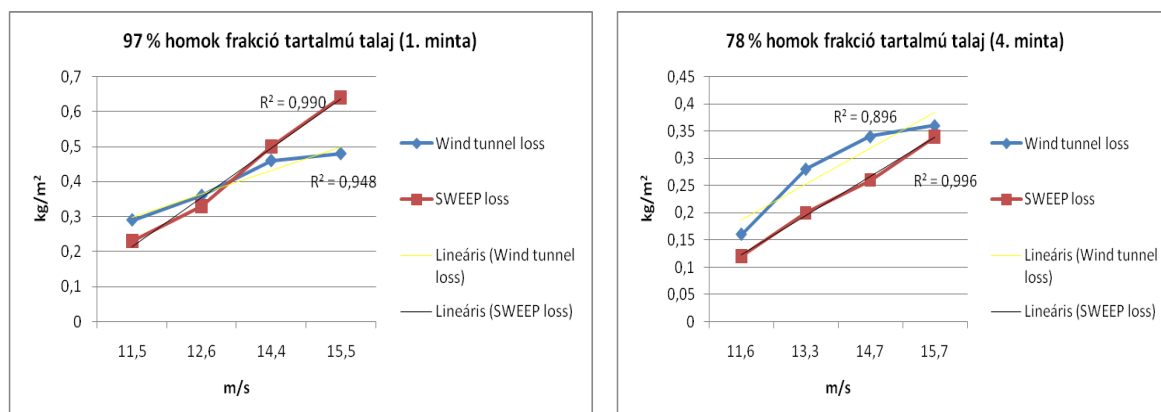 97 % homok frakció tartalmú talaj (1. minta)
0,7
0,6
0,5
0,4
0,3
0,2
0,1
0
kg/m²
R² = 0,990
R² = 0,948
11,5 12,6 14,4 15,5
m/s
Wind tunnel loss
SWEEP loss
Lineáris (Wind tunnel
loss)
Lineáris (SWEEP loss)
78 % homok frakció tartalmú talaj (4. minta)
0,45
0,4
0,35
0,3
0,25
0,2
0,15
0,1
0,05
0
kg/m²
R² = 0,896
R² = 0,996
11,6 13,3 14,7 15,7
m/s
Wind tunnel loss
SWEEP loss
Lineáris (Wind tunnel
loss)
Lineáris (SWEEP loss)